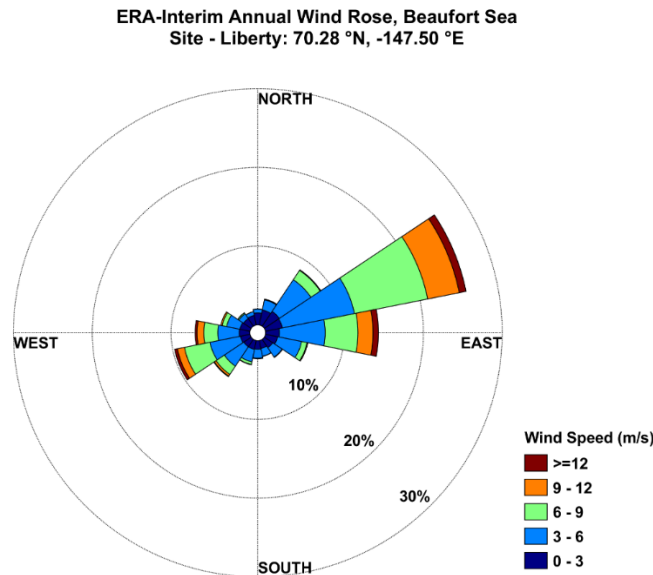 ERA-Interim Annual Wind Rose, Beaufort Sea
Site - Liberty: 70.28 °N, -147.50 °E
NORTH
WEST
EAST
10%
20%
30%
SOUTH
Wind Speed (m/s)
>=12
9 - 12
6 - 9
3 - 6
0 - 3